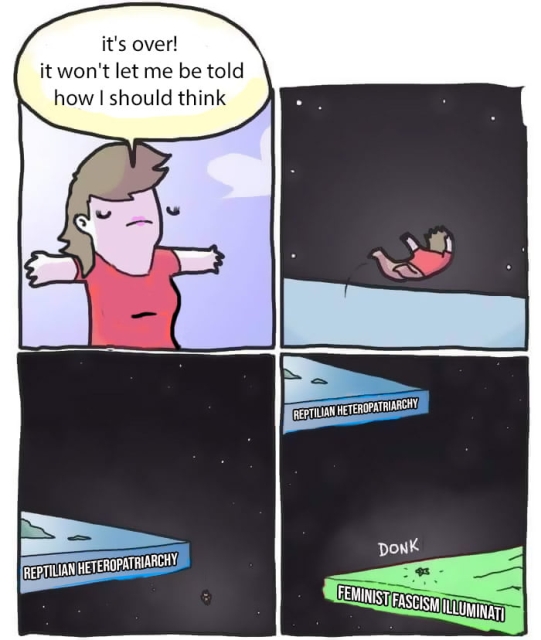 it's over!
it won't let me be told
how I should think
REPTILIAN HETEROPATRIARCHY
REPTILIAN HETEROPATRIARCHY
DONK
FEMINIST FASCISM ILLUMINATI